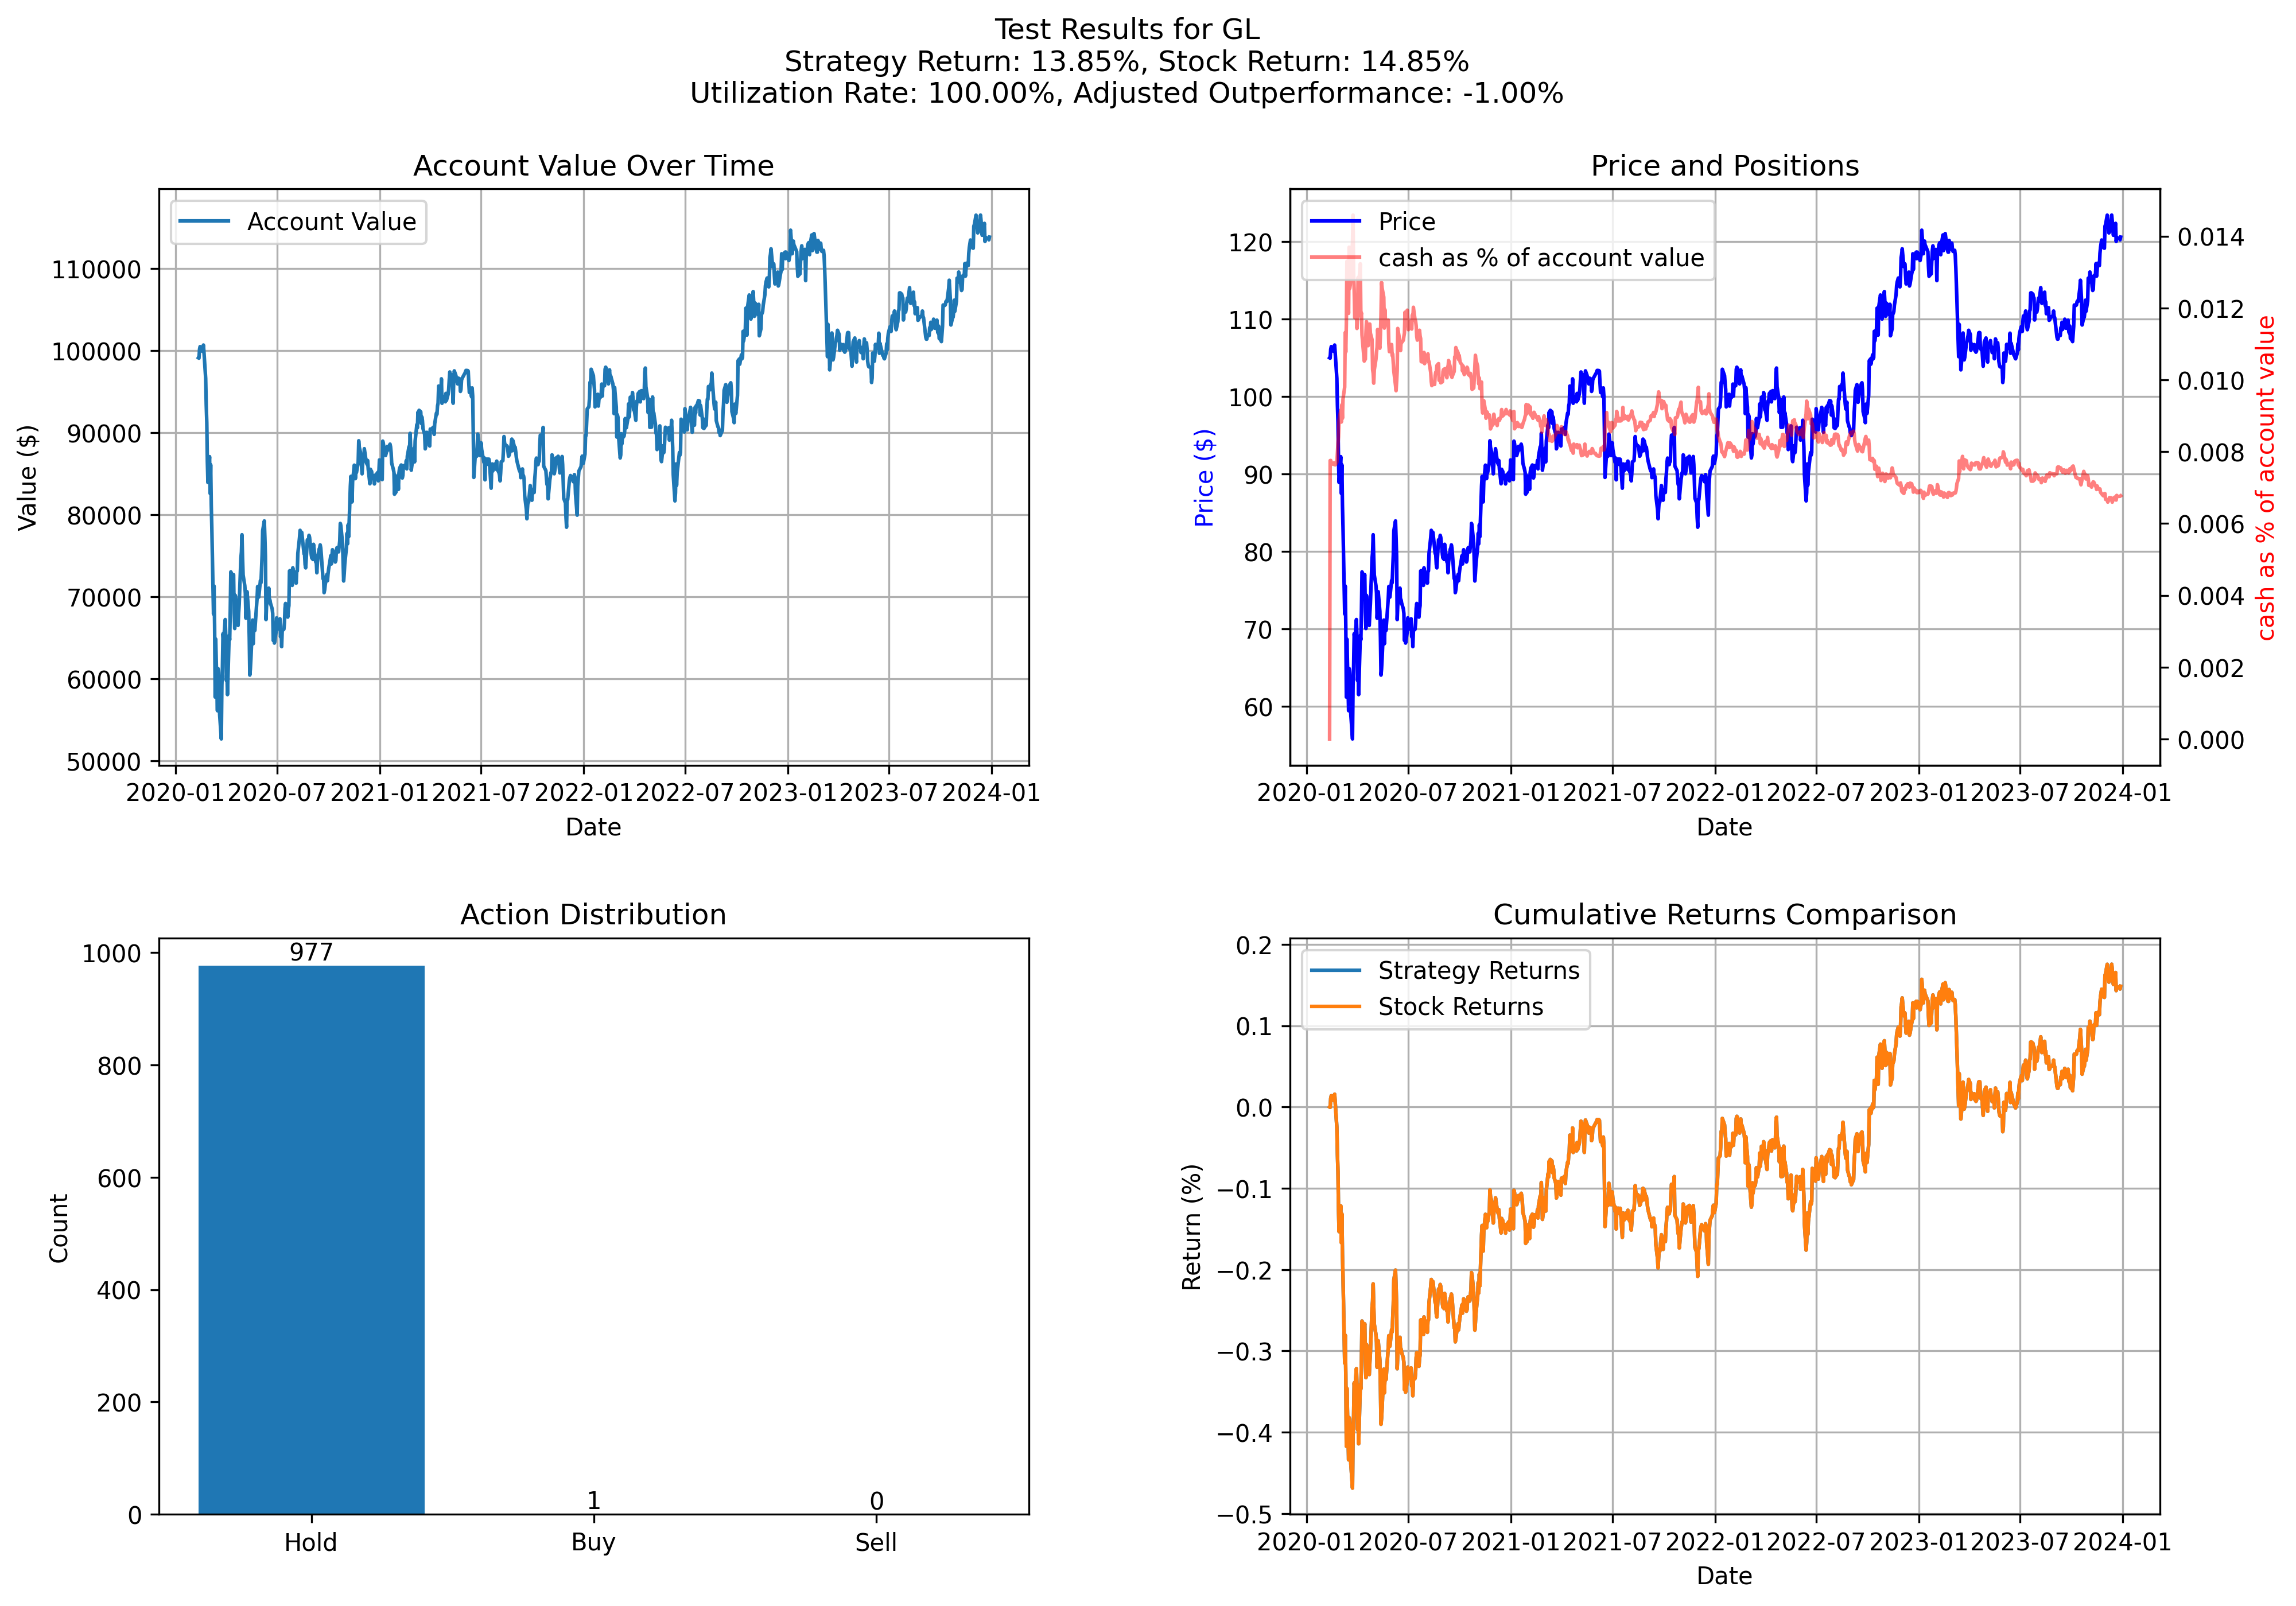 Test Results for GL
Strategy Return: 13.85%, Stock Return: 14.85%
Utilization Rate: 100.00%, Adjusted Outperformance: -1.00%
Account Value Over Time
Account Value
Value ($)
110000
100000
90000
80000
70000
60000
50000
2020-01
2020-07
2021-01
2021-07
2022-01
2022-07
2023-01
2023-07
2024-01
Date
Price and Positions
Price
cash as % of account value
Price ($)
120
110
100
90
80
70
60
0.014
0.012
0.010
0.008
0.006
0.004
0.002
0.000
cash as % of account value
2020-01
2020-07
2021-01
2021-07
2022-01
2022-07
2023-01
2023-07
2024-01
Date
Action Distribution
Count
1000
800
600
400
200
0
977
1
0
Hold
Buy
Sell
Cumulative Returns Comparison
Strategy Returns
Stock Returns
Return (%)
0.2
0.1
0.0
−0.1
−0.2
−0.3
−0.4
−0.5
2020-01
2020-07
2021-01
2021-07
2022-01
2022-07
2023-01
2023-07
2024-01
Date